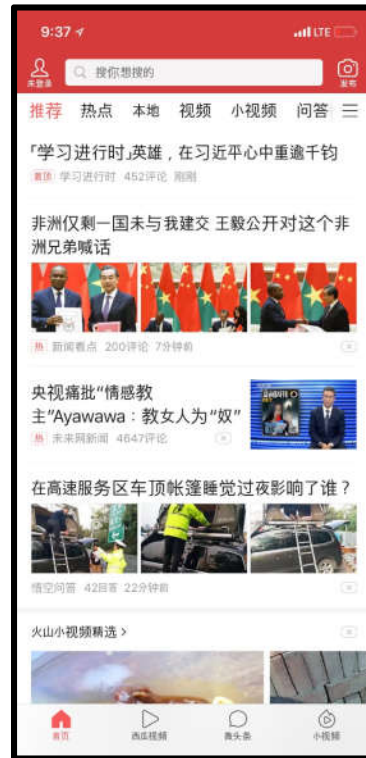 9:37
LTE
未登录
搜你想搜的
发布
推荐 热点 本地 视频 小视频 问答
「学习进行时」英雄，在习近平心中重逾千钧
置顶 学习进行时 452评论 刚刚
非洲仅剩一国未与我建交 王毅公开对这个非
洲兄弟喊话
热 新闻看点 200评论 7分钟前
央视痛批“情感教
主”Ayawawa：教女人为“奴”
热 未来网新闻 4647评论
在高速服务区车顶帐篷睡觉过夜影响了谁？
悟空问答 42回答 22分钟前
火山小视频精选 >
首页 西瓜视频 微头条 小视频